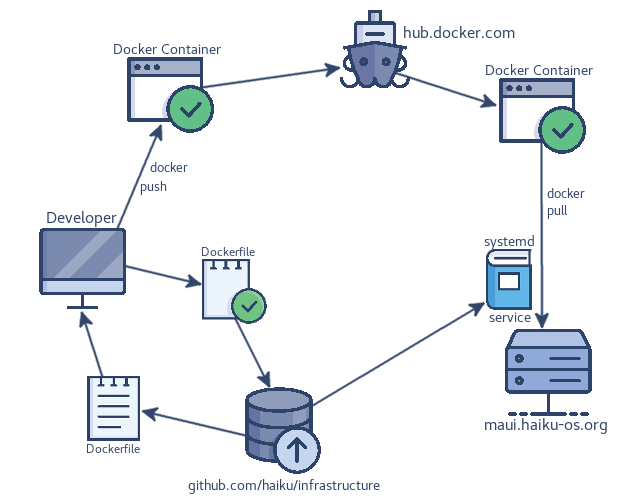 hub.docker.com
Docker Container
Docker Container
docker
push
docker
pull
Developer
Dockerfile
systemd
service
maui.haiku-os.org
Dockerfile
github.com/haiku/infrastructure